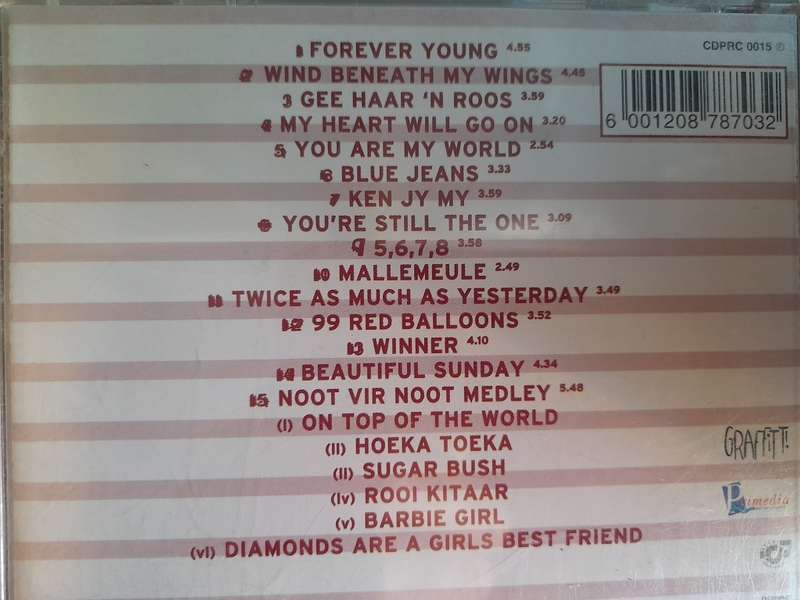 1 FOREVER YOUNG 4.55
CDPRC 0015 ℗
2 WIND BENEATH MY WINGS 4.45
3 GEE HAAR 'N ROOS 3.59
6 001208 787032
4 MY HEART WILL GO ON 3.20
5 YOU ARE MY WORLD 2.54
6 BLUE JEANS 3.33
7 KEN JY MY 3.59
8 YOU'RE STILL THE ONE 3.09
9 5,6,7,8 3.58
10 MALLEMEULE 2.49
11 TWICE AS MUCH AS YESTERDAY 3.49
12 99 RED BALLOONS 3.52
13 WINNER 4.10
14 BEAUTIFUL SUNDAY 4.34
15 NOOT VIR NOOT MEDLEY 5.48
(I) ON TOP OF THE WORLD
(II) HOEKA TOEKA
(II) SUGAR BUSH
(IV) ROOI KITAAR
(V) BARBIE GIRL
(VI) DIAMONDS ARE A GIRLS BEST FRIEND
GRAFFITTI
Primedia